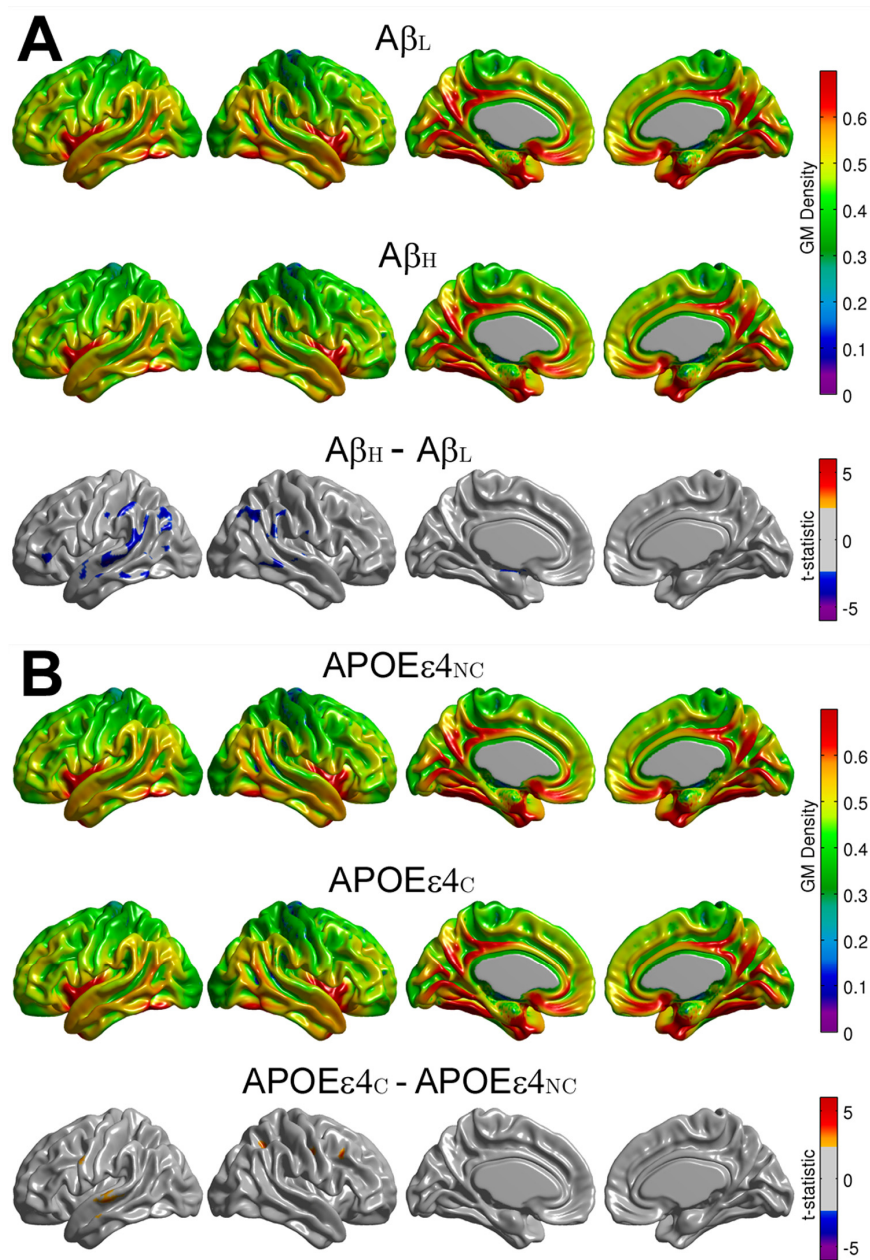 A
AβL
0.6
0.5
0.4
0.3
0.2
0.1
0
GM Density
AβH
AβH - AβL
5
0
-5
t-statistic
B
APOEε4NC
0.6
0.5
0.4
0.3
0.2
0.1
0
GM Density
APOEε4C
APOEε4C - APOEε4NC
5
0
-5
t-statistic